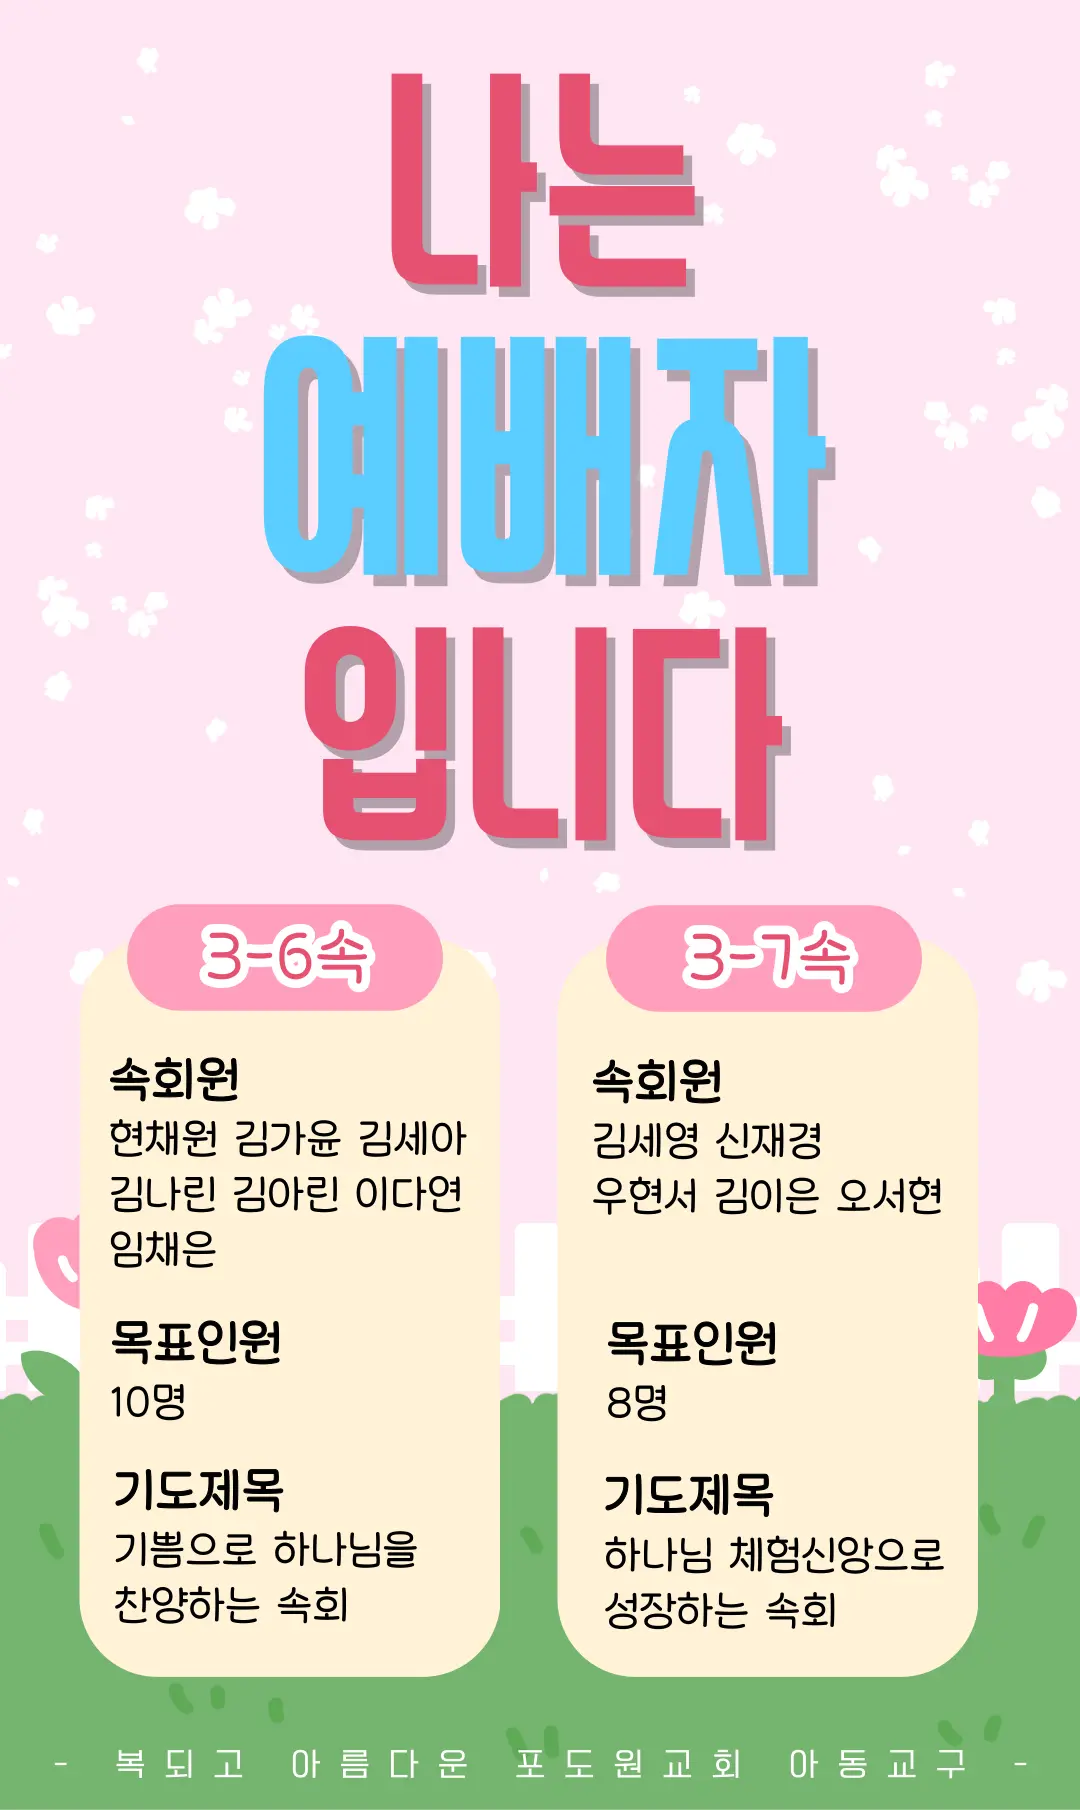 나는
예배자
입니다
3-6속
속회원
현채원 김가윤 김세아
김나린 김아린 이다연
임채은
목표인원
10명
기도제목
기쁨으로 하나님을
찬양하는 속회
3-7속
속회원
김세영 신재경
우현서 김이은 오서현
목표인원
8명
기도제목
하나님 체험신앙으로
성장하는 속회
- 복되고 아름다운 포도원교회 아동교구 -